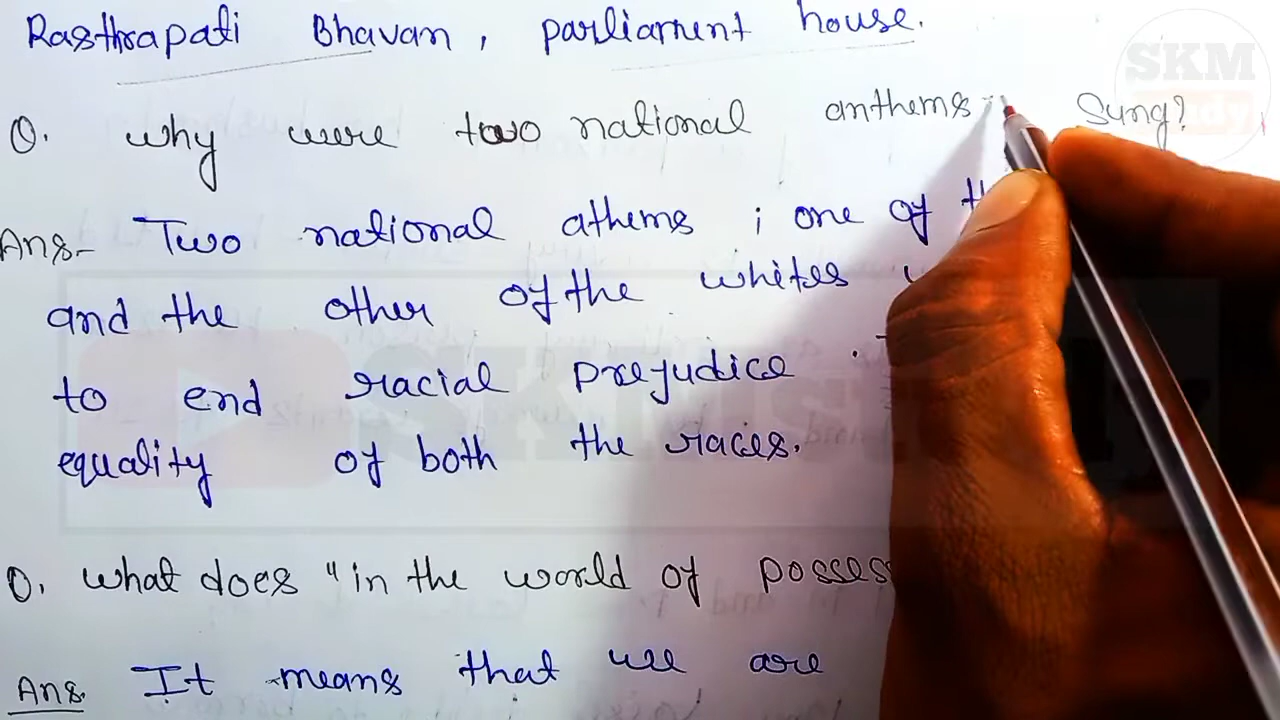 Rasthrapati Bhavan, parliament house.
SKM
Study
Q. why were two national anthems Sung?
Ans- Two national athems ; one of
and the other of the whites
to end racial prejudice.
equality of both the races.
Q. What does "in the world of
Ans. It means that we are